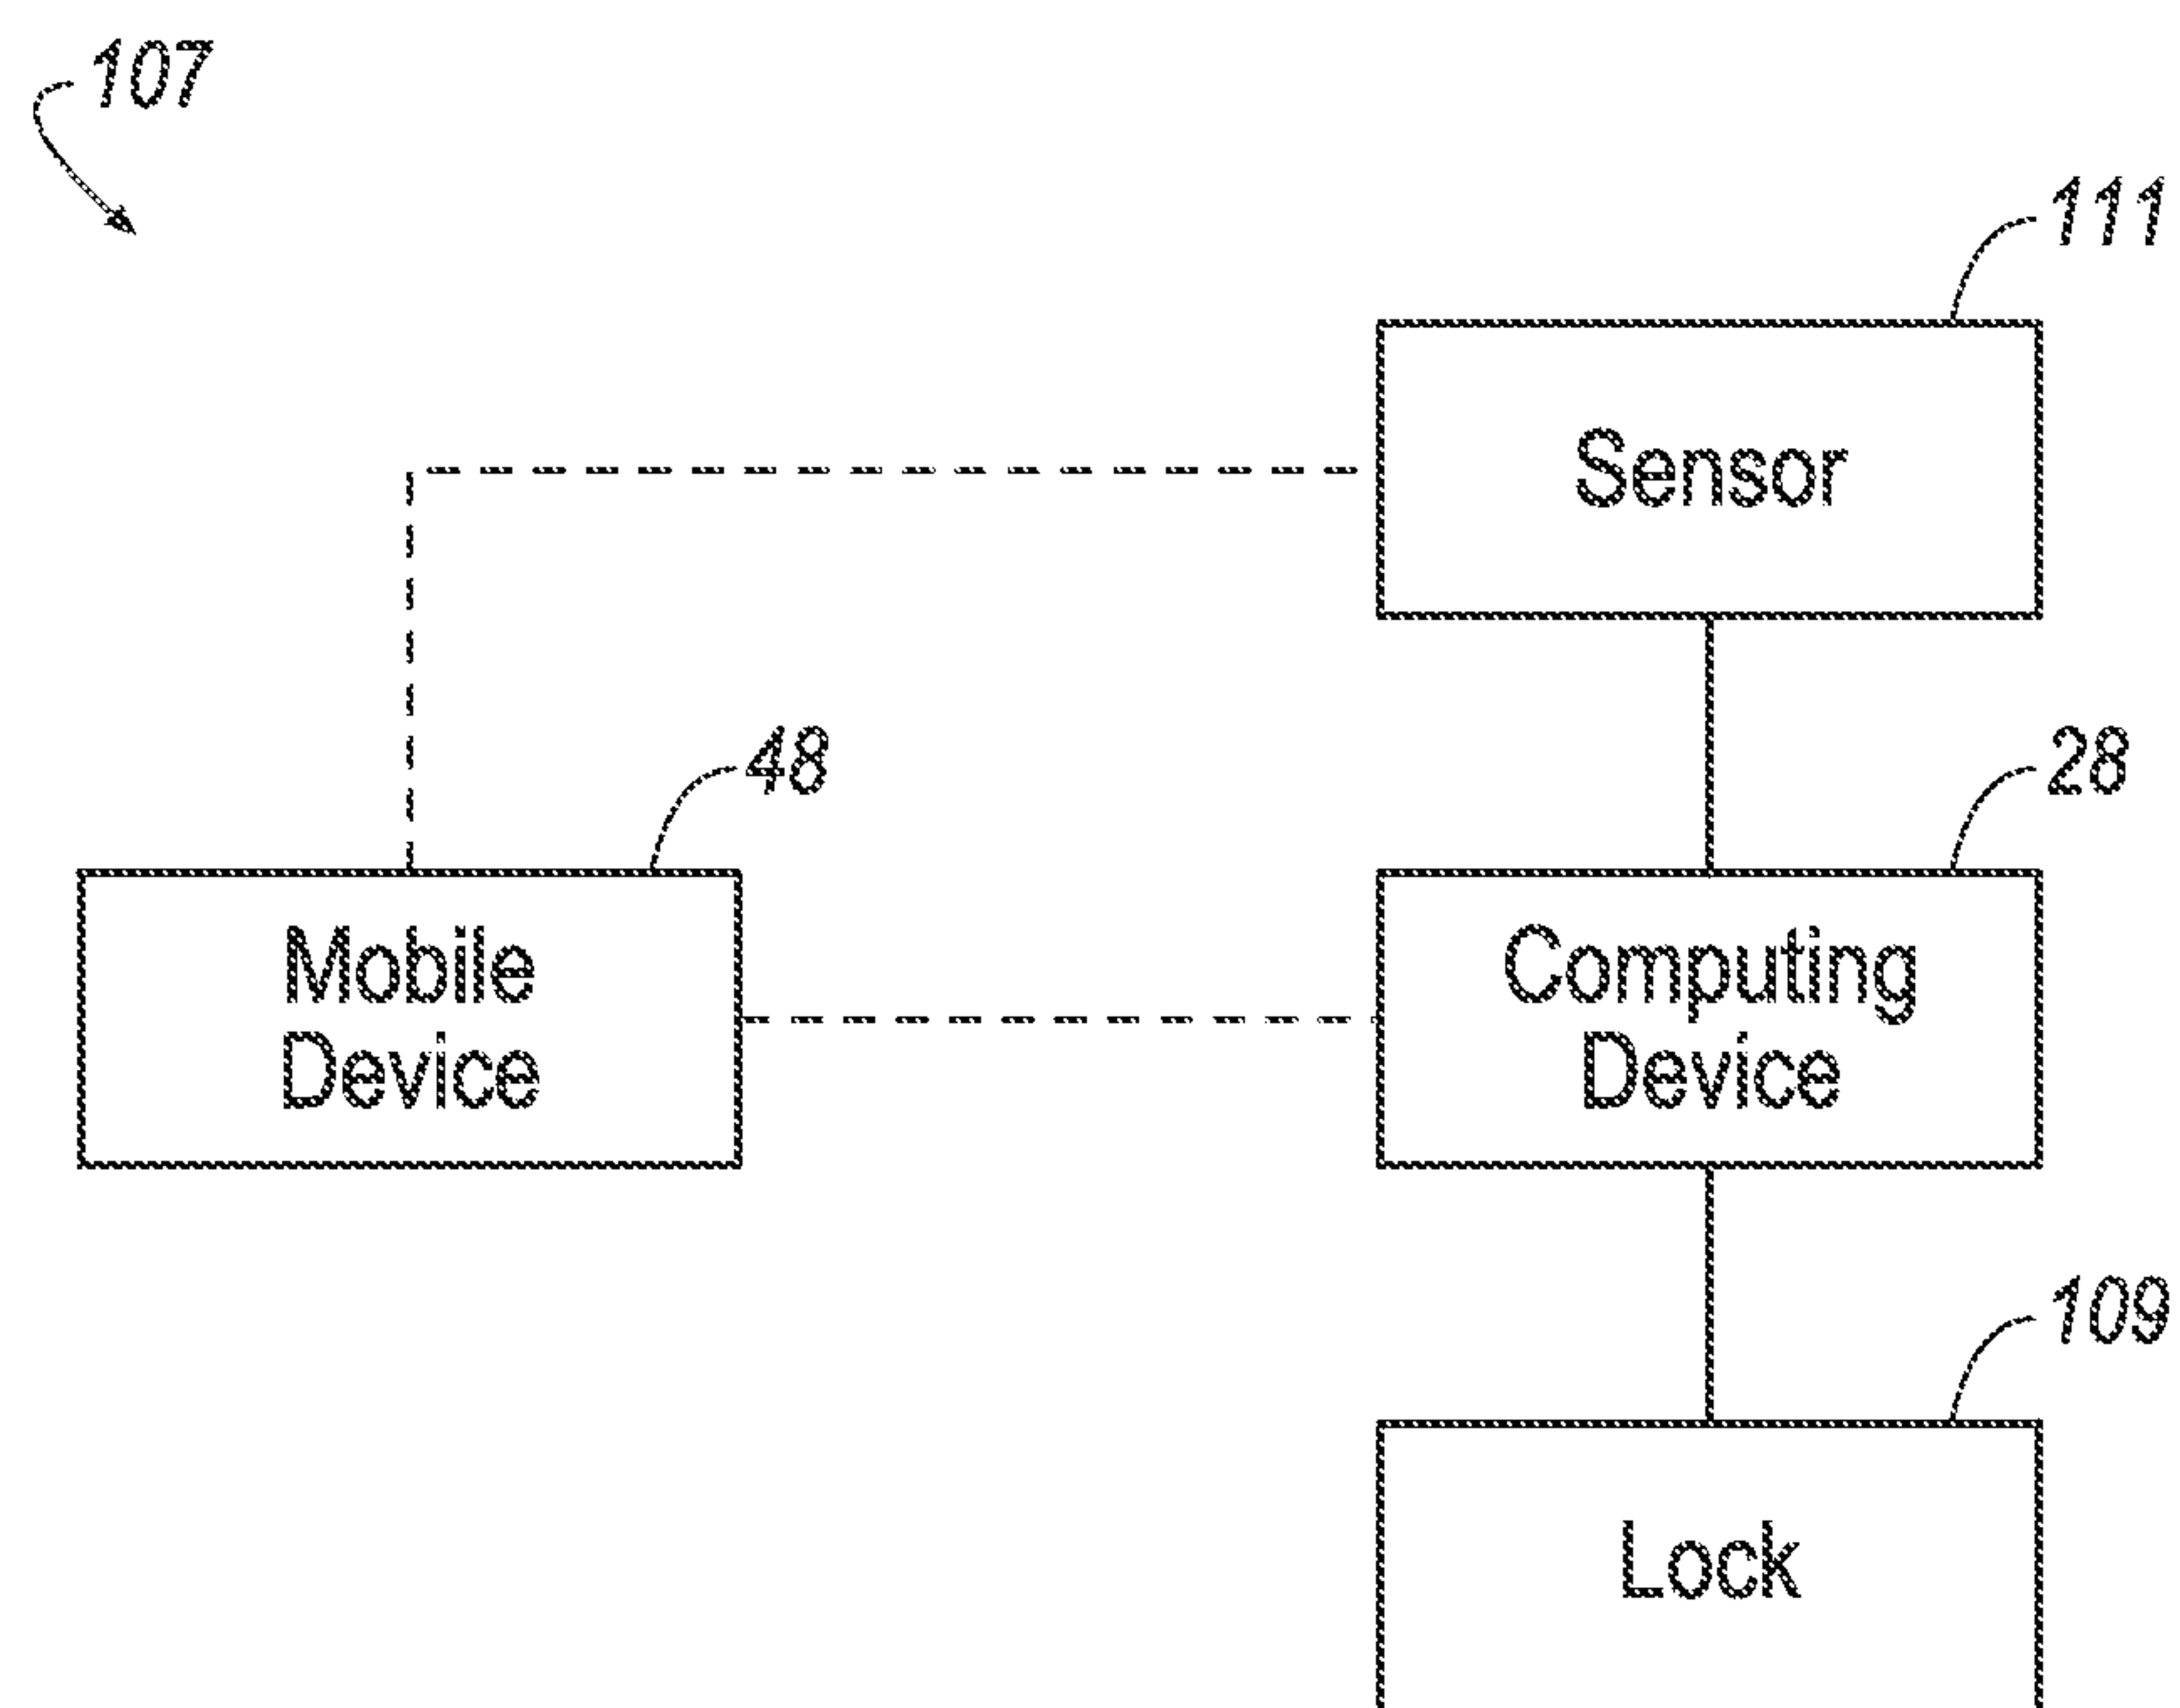 107
111
Sensor
48
28
Mobile
Device
Computing
Device
109
Lock